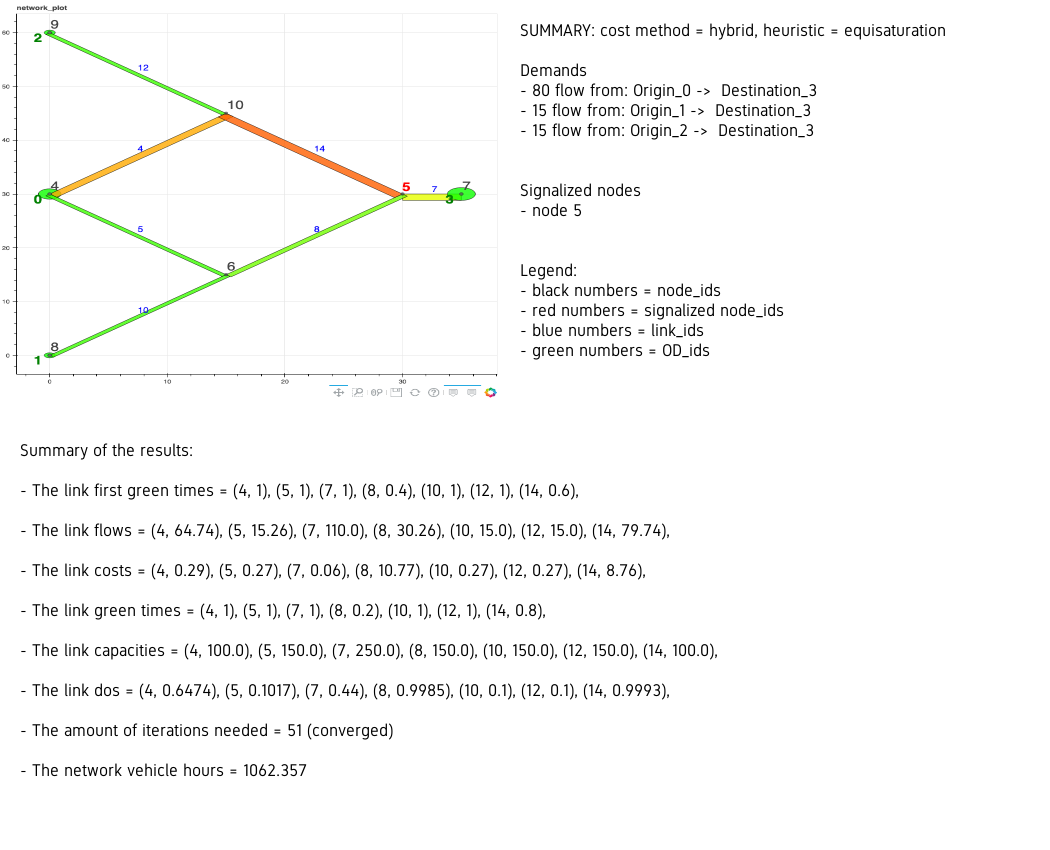 network_plot
SUMMARY: cost method = hybrid, heuristic = equisaturation
Demands
- 80 flow from: Origin_0 -> Destination_3
- 15 flow from: Origin_1 -> Destination_3
- 15 flow from: Origin_2 -> Destination_3
Signalized nodes
- node 5
Legend:
- black numbers = node_ids
- red numbers = signalized node_ids
- blue numbers = link_ids
- green numbers = OD_ids
60
50
40
30
20
10
0
0
10
20
30
9
2
12
10
4
4
14
0
5
7
7
3
5
8
6
10
8
1
Summary of the results:
- The link first green times = (4, 1), (5, 1), (7, 1), (8, 0.4), (10, 1), (12, 1), (14, 0.6),
- The link flows = (4, 64.74), (5, 15.26), (7, 110.0), (8, 30.26), (10, 15.0), (12, 15.0), (14, 79.74),
- The link costs = (4, 0.29), (5, 0.27), (7, 0.06), (8, 10.77), (10, 0.27), (12, 0.27), (14, 8.76),
- The link green times = (4, 1), (5, 1), (7, 1), (8, 0.2), (10, 1), (12, 1), (14, 0.8),
- The link capacities = (4, 100.0), (5, 150.0), (7, 250.0), (8, 150.0), (10, 150.0), (12, 150.0), (14, 100.0),
- The link dos = (4, 0.6474), (5, 0.1017), (7, 0.44), (8, 0.9985), (10, 0.1), (12, 0.1), (14, 0.9993),
- The amount of iterations needed = 51 (converged)
- The network vehicle hours = 1062.357